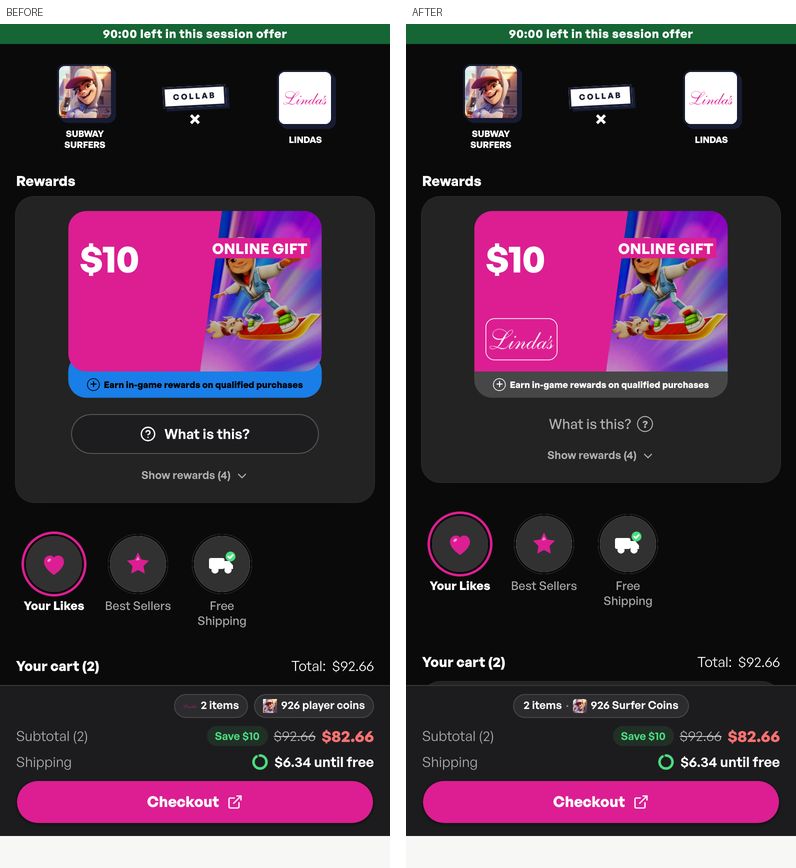 BEFORE
90:00 left in this session offer
COLLAB
Linda's
SUBWAY
SURFERS
LINDAS
Rewards
$10
ONLINE GIFT
Earn in-game rewards on qualified purchases
What is this?
Show rewards (4)
Your Likes
Best Sellers
Free
Shipping
Your cart (2)
Total: $92.66
2 items
926 player coins
Subtotal (2)
Save $10
$92.66
$82.66
Shipping
$6.34 until free
Checkout
AFTER
90:00 left in this session offer
COLLAB
Linda's
SUBWAY
SURFERS
LINDAS
Rewards
$10
ONLINE GIFT
Linda's
Earn in-game rewards on qualified purchases
What is this?
Show rewards (4)
Your Likes
Best Sellers
Free
Shipping
Your cart (2)
Total: $92.66
2 items · 926 Surfer Coins
Subtotal (2)
Save $10
$92.66
$82.66
Shipping
$6.34 until free
Checkout